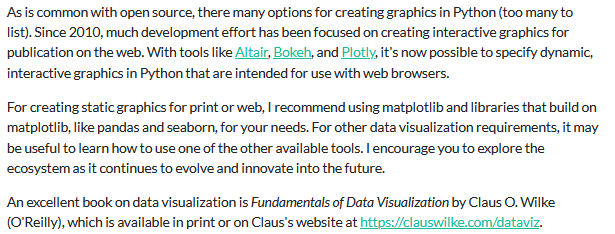 As is common with open source, there many options for creating graphics in Python (too many to
list). Since 2010, much development effort has been focused on creating interactive graphics for
publication on the web. With tools like Altair, Bokeh, and Plotly, it's now possible to specify dynamic,
interactive graphics in Python that are intended for use with web browsers.
For creating static graphics for print or web, I recommend using matplotlib and libraries that build on
matplotlib, like pandas and seaborn, for your needs. For other data visualization requirements, it may
be useful to learn how to use one of the other available tools. I encourage you to explore the
ecosystem as it continues to evolve and innovate into the future.
An excellent book on data visualization is Fundamentals of Data Visualization by Claus O. Wilke
(O'Reilly), which is available in print or on Claus's website at https://clauswilke.com/dataviz.